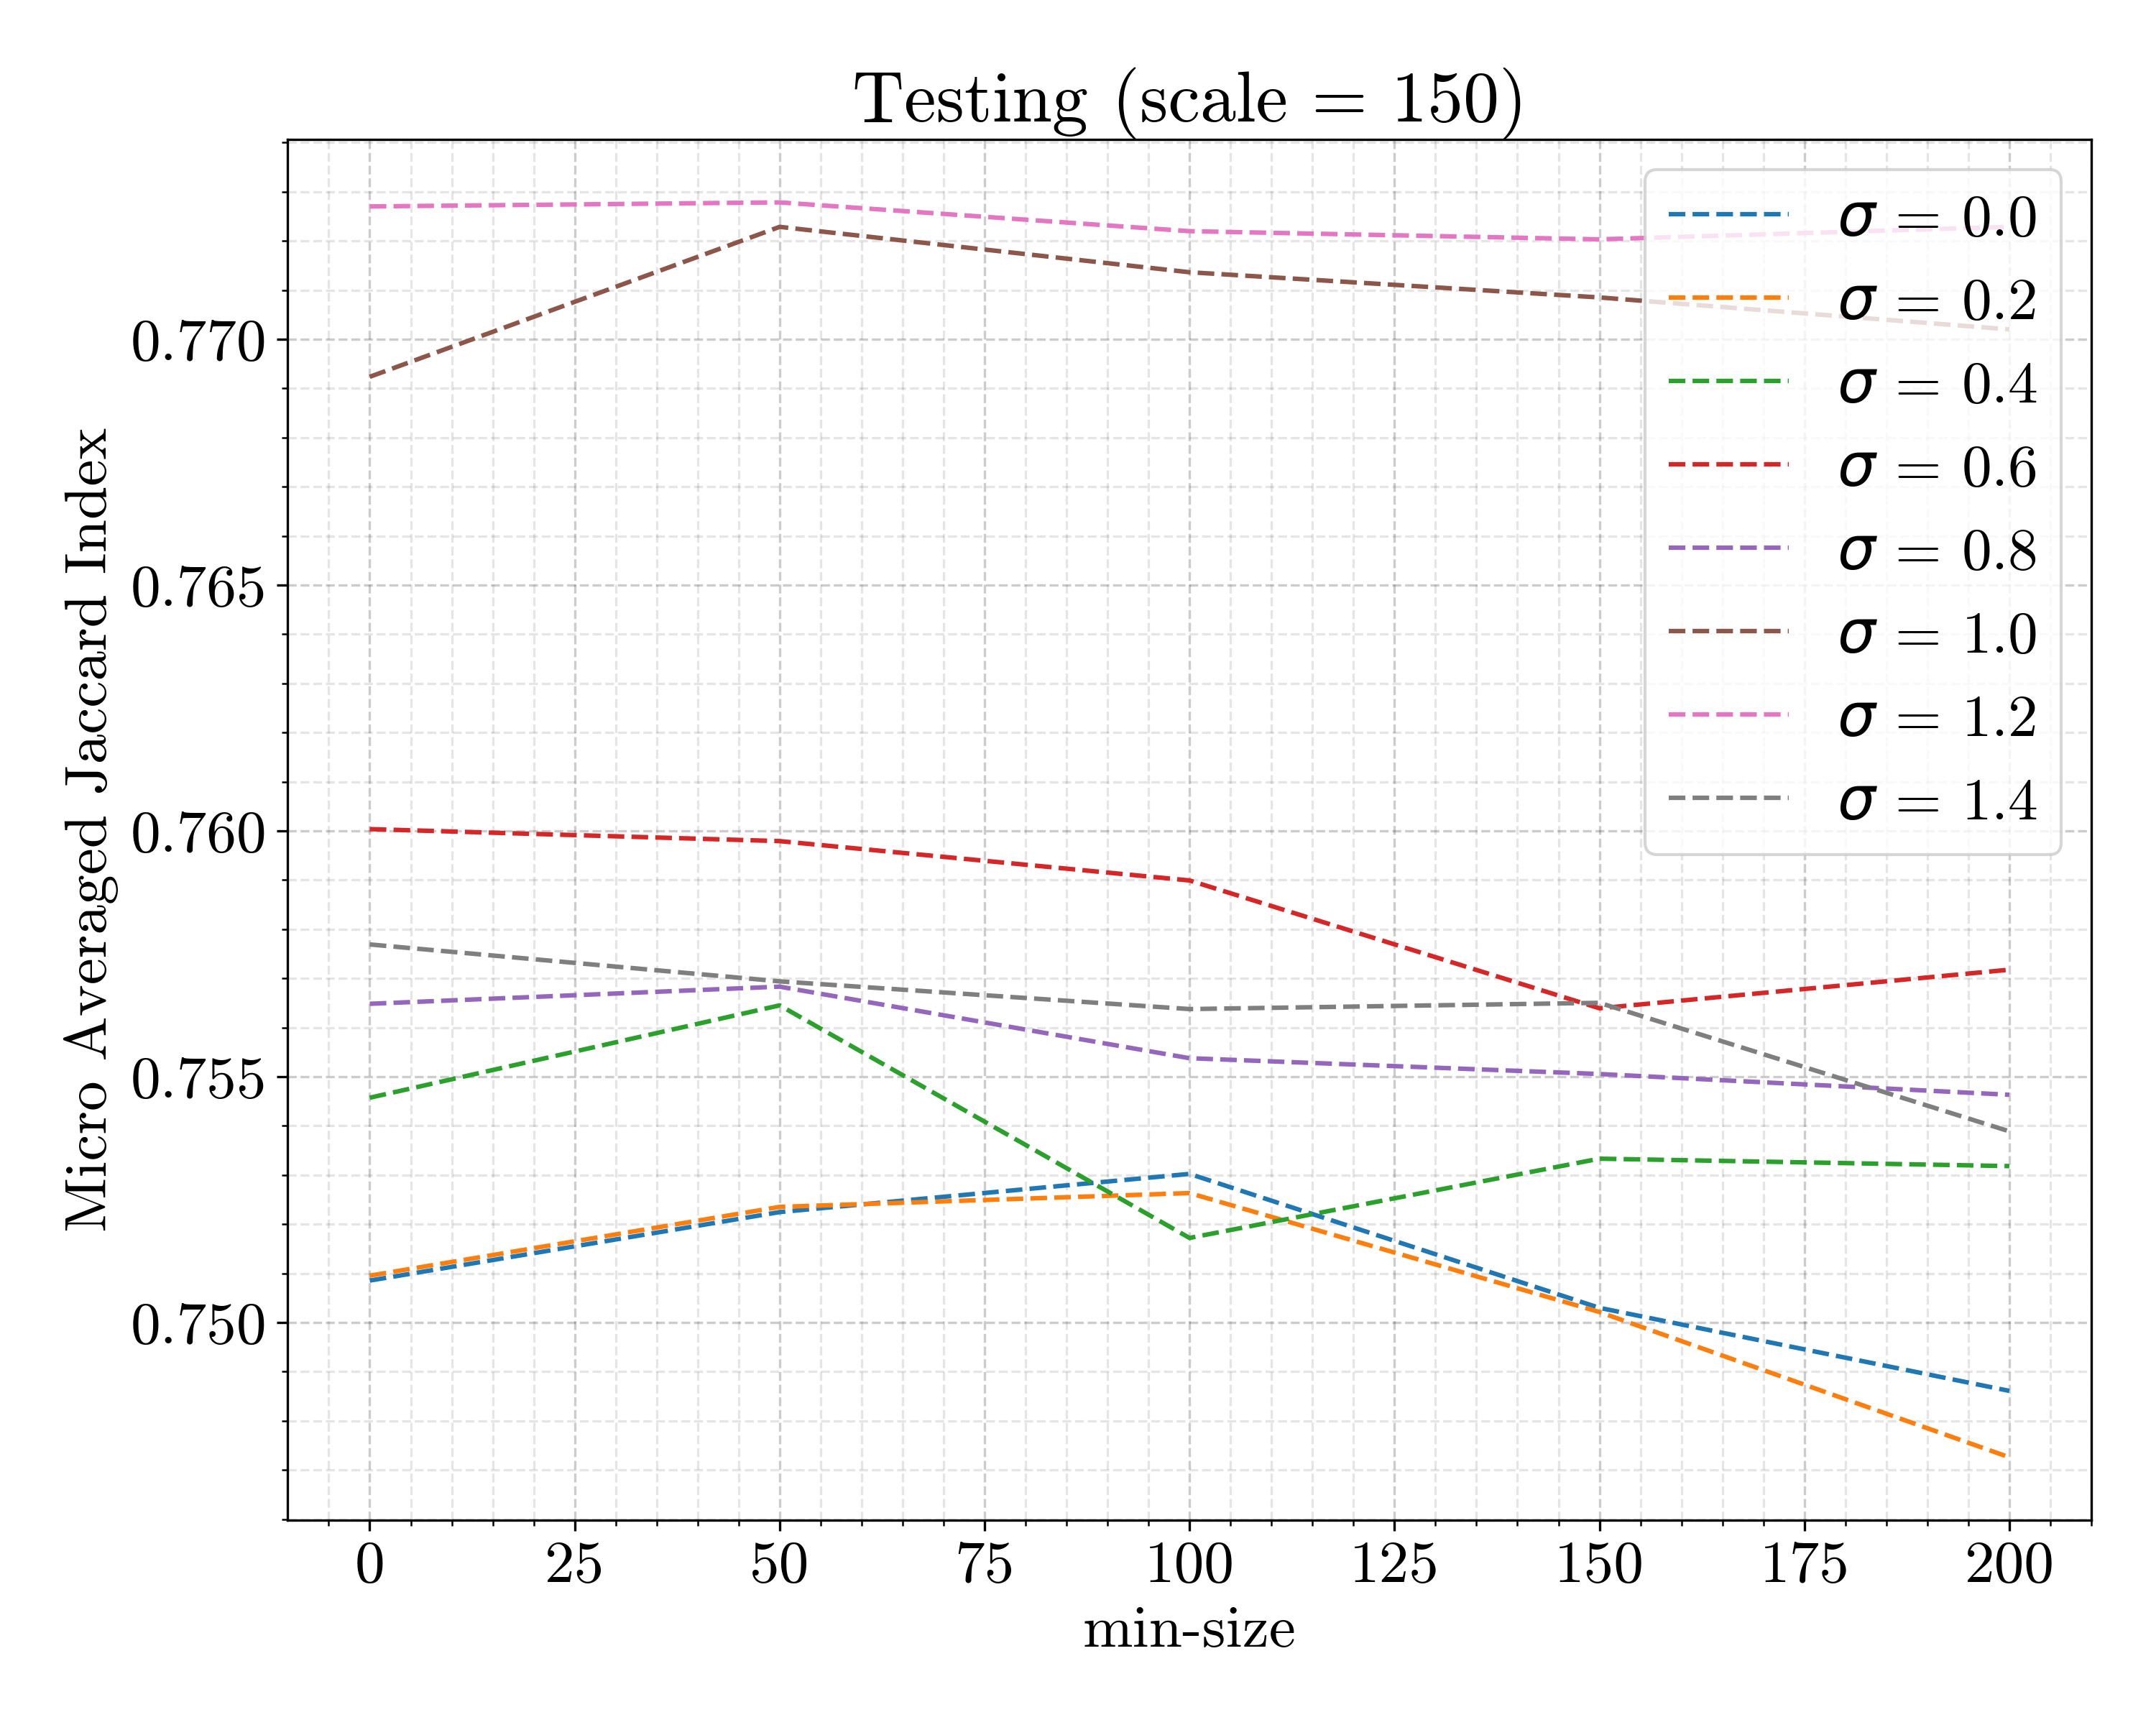 Testing (scale = 150)
Micro Averaged Jaccard Index
0.770
0.765
0.760
0.755
0.750
σ = 0.0
σ = 0.2
σ = 0.4
σ = 0.6
σ = 0.8
σ = 1.0
σ = 1.2
σ = 1.4
0 25 50 75 100 125 150 175 200
min-size